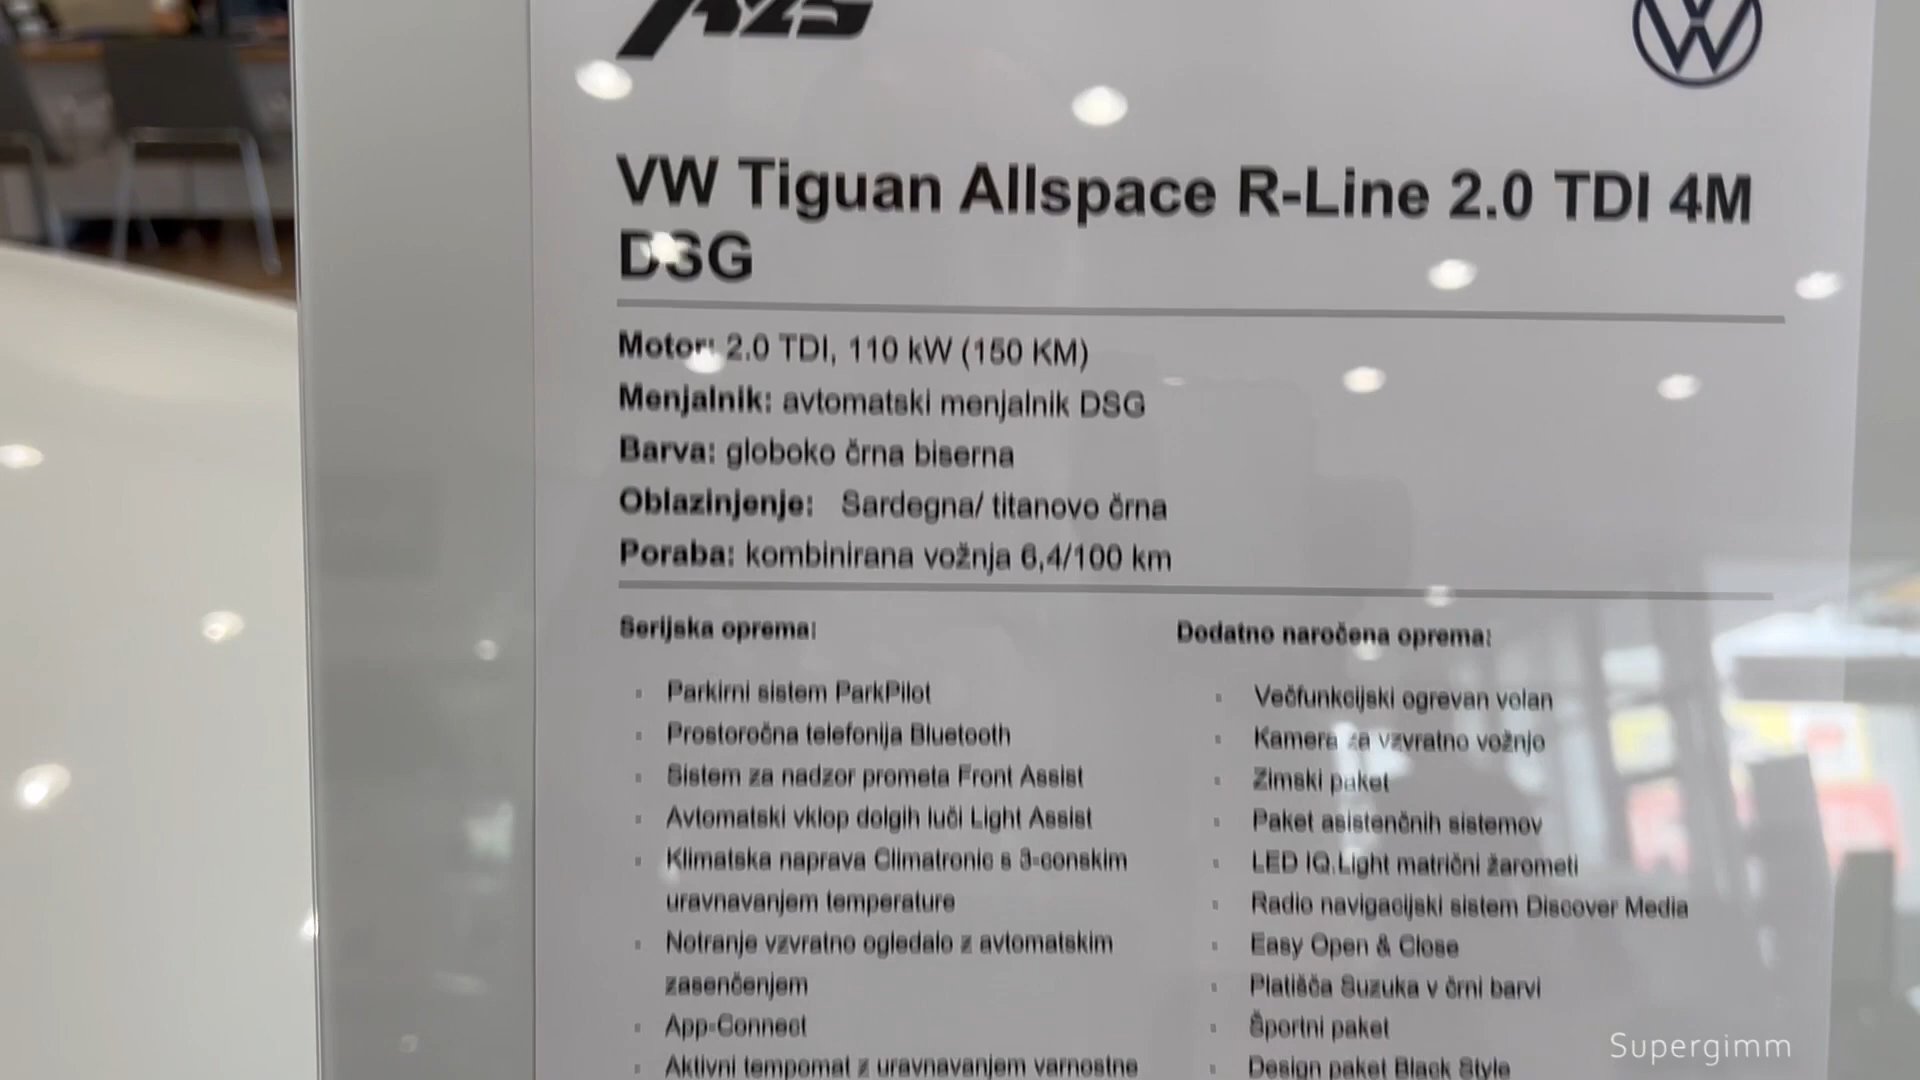 VW Tiguan Allspace R-Line 2.0 TDI 4M
DSG
Motor: 2.0 TDI, 110 kW (150 KM)
Menjalnik: avtomatski menjalnik DSG
Barva: globoko črna biserna
Oblazinjenje: Sardegna/ titanovo črna
Poraba: kombinirana vožnja 6,4/100 km
Serijska oprema:
Parkirni sistem ParkPilot
Prostoročna telefonija Bluetooth
Sistem za nadzor prometa Front Assist
Avtomatski vklop dolgih luči Light Assist
Klimatska naprava Climatronic s 3-conskim
uravnavanjem temperature
Notranje vzvratno ogledalo z avtomatskim
zasenčenjem
App-Connect
Aktivni tempomat z uravnavanjem varnostne
Dodatno naročena oprema:
Večfunkcijski ogrevan volan
Kamera za vzvratno vožnjo
Zimski paket
Paket asistenčnih sistemov
LED IQ.Light matrični žarometi
Radio navigacijski sistem Discover Media
Easy Open & Close
Platišča Suzuka v črni barvi
Športni paket
Design paket Black Style
Supergimm